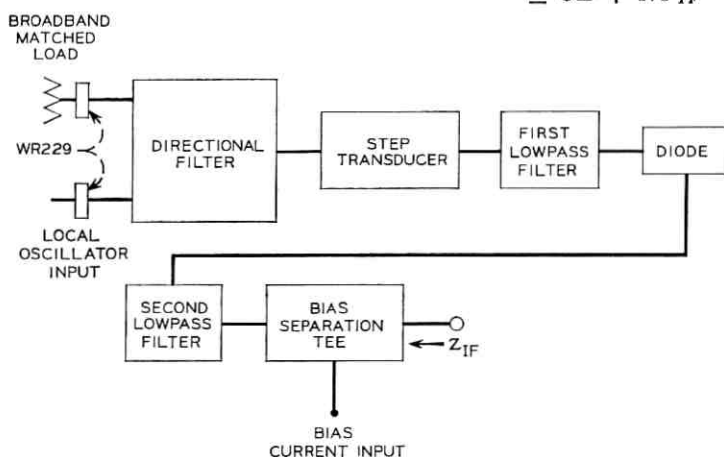 BROADBAND
MATCHED
LOAD
WR229
DIRECTIONAL
FILTER
STEP
TRANSDUCER
FIRST
LOWPASS
FILTER
DIODE
LOCAL
OSCILLATOR
INPUT
SECOND
LOWPASS
FILTER
BIAS
SEPARATION
TEE
Z_IF
BIAS
CURRENT INPUT